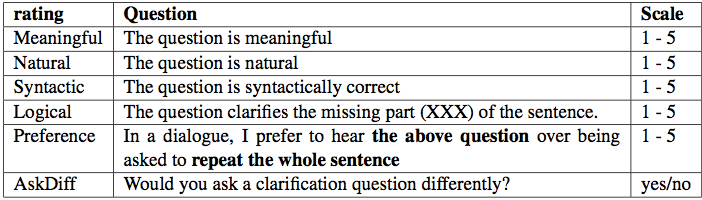 rating Question Scale
Meaningful The question is meaningful 1 - 5
Natural The question is natural 1 - 5
Syntactic The question is syntactically correct 1 - 5
Logical The question clarifies the missing part (XXX) of the sentence. 1 - 5
Preference In a dialogue, I prefer to hear the above question over being 1 - 5
asked to repeat the whole sentence
AskDiff Would you ask a clarification question differently? yes/no